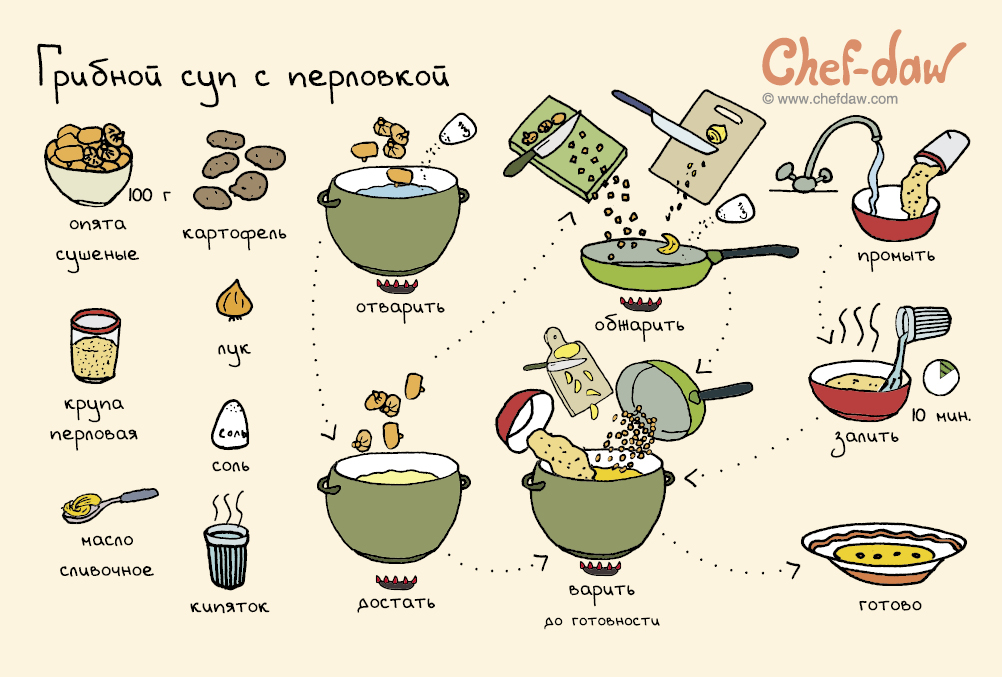 Грибной суп с перловкой
Chef-daw
© www.chefdaw.com
100 г
опята
сушеные
картофель
отварить
обжарить
промыть
лук
крупа
перловая
соль
соль
10 мин.
залить
масло
сливочное
кипяток
достать
варить
до готовности
готово